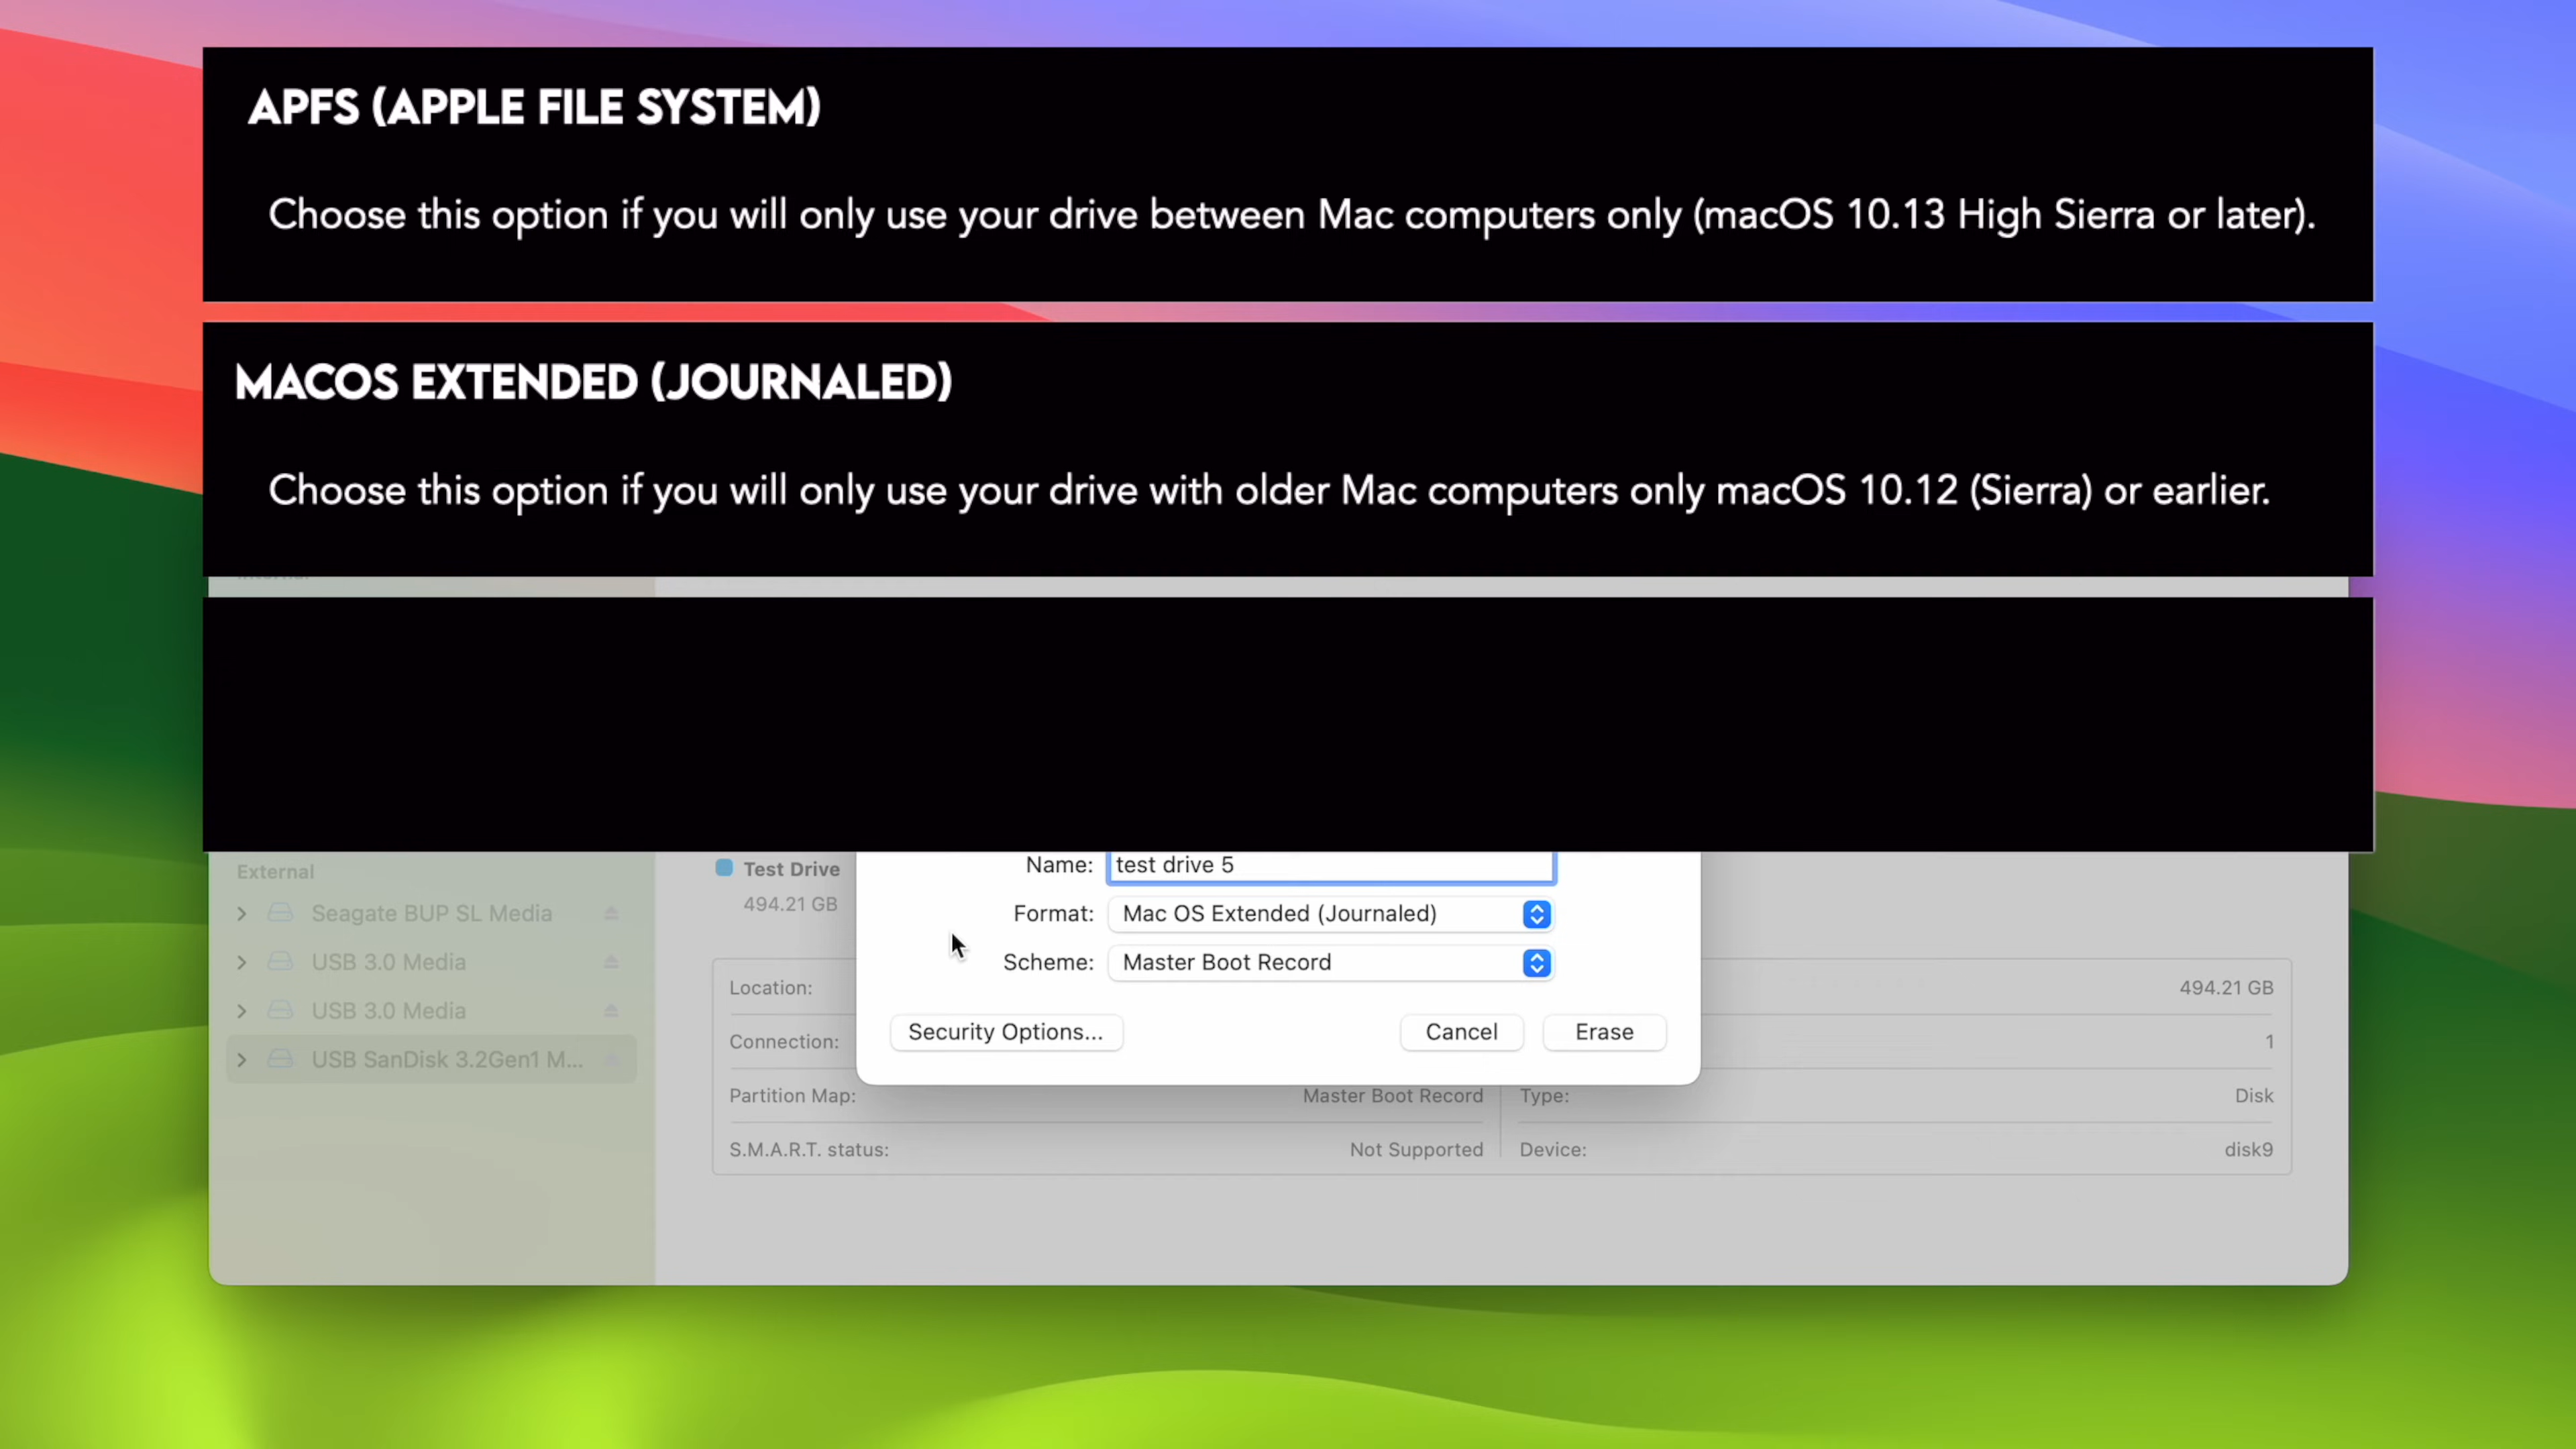 APFS (APPLE FILE SYSTEM)
Choose this option if you will only use your drive between Mac computers only (macOS 10.13 High Sierra or later).
MACOS EXTENDED (JOURNALED)
Choose this option if you will only use your drive with older Mac computers only macOS 10.12 (Sierra) or earlier.
External
Seagate BUP SL Media
USB 3.0 Media
USB 3.0 Media
USB SanDisk 3.2Gen1 M...
Test Drive
494.21 GB
Name: test drive 5
Format: Mac OS Extended (Journaled)
Scheme: Master Boot Record
Security Options... Cancel Erase
Location: 494.21 GB
Connection: 1
Partition Map: Master Boot Record Type: Disk
S.M.A.R.T. status: Not Supported Device: disk9